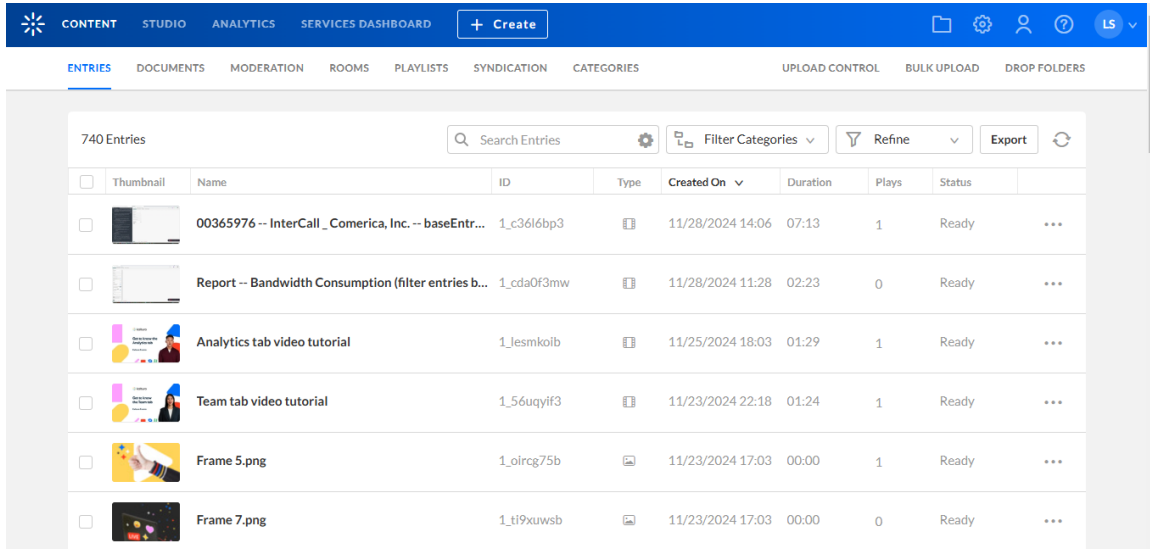 CONTENT STUDIO ANALYTICS SERVICES DASHBOARD + Create LS
ENTRIES DOCUMENTS MODERATION ROOMS PLAYLISTS SYNDICATION CATEGORIES UPLOAD CONTROL BULK UPLOAD DROP FOLDERS
740 Entries Search Entries Filter Categories Refine Export
Thumbnail Name ID Type Created On Duration Plays Status
00365976 -- InterCall _ Comerica, Inc. -- baseEntr... 1_c36l6bp3 11/28/2024 14:06 07:13 1 Ready
Report -- Bandwidth Consumption (filter entries b... 1_cda0f3mw 11/28/2024 11:28 02:23 0 Ready
Analytics tab video tutorial 1_lesmkolb 11/25/2024 18:03 01:29 1 Ready
Team tab video tutorial 1_56uqyif3 11/23/2024 22:18 01:24 1 Ready
Frame 5.png 1_oircg75b 11/23/2024 17:03 00:00 1 Ready
Frame 7.png 1_ti9xuwsb 11/23/2024 17:03 00:00 0 Ready